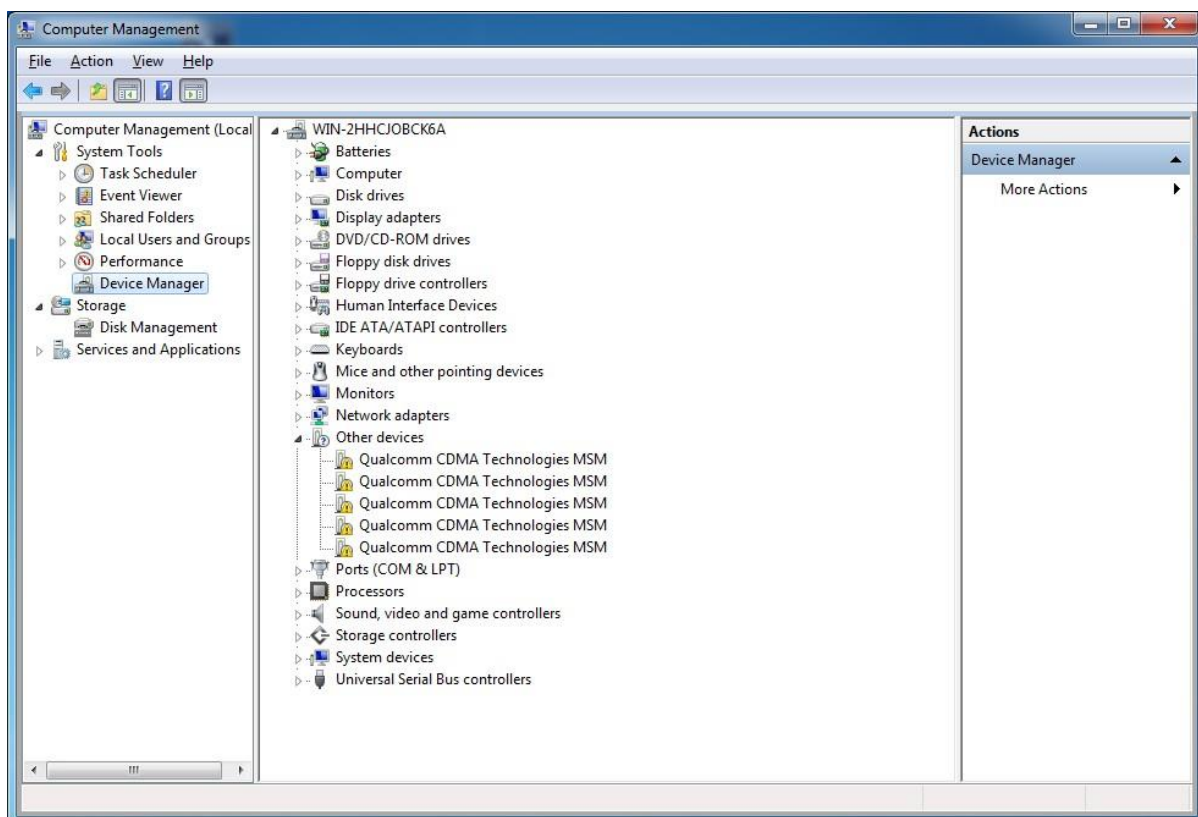 Computer Management
File Action View Help
Computer Management (Local
System Tools
Task Scheduler
Event Viewer
Shared Folders
Local Users and Groups
Performance
Device Manager
Storage
Disk Management
Services and Applications
WIN-2HHCJOBCK6A
Batteries
Computer
Disk drives
Display adapters
DVD/CD-ROM drives
Floppy disk drives
Floppy drive controllers
Human Interface Devices
IDE ATA/ATAPI controllers
Keyboards
Mice and other pointing devices
Monitors
Network adapters
Other devices
Qualcomm CDMA Technologies MSM
Qualcomm CDMA Technologies MSM
Qualcomm CDMA Technologies MSM
Qualcomm CDMA Technologies MSM
Qualcomm CDMA Technologies MSM
Ports (COM & LPT)
Processors
Sound, video and game controllers
Storage controllers
System devices
Universal Serial Bus controllers
Actions
Device Manager
More Actions